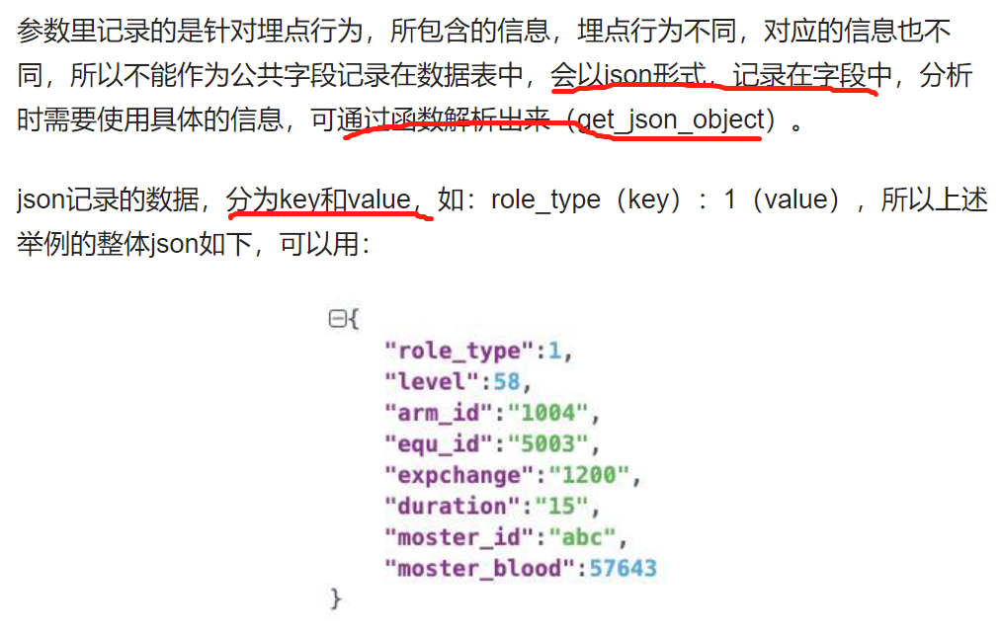 参数里记录的是针对埋点行为，所包含的信息，埋点行为不同，对应的信息也不
同，所以不能作为公共字段记录在数据表中，会以json形式，记录在字段中，分析
时需要使用具体的信息，可通过函数解析出来（get_json_object）。
json记录的数据，分为key和value，如：role_type（key）：1（value），所以上述
举例的整体json如下，可以用：
{
"role_type":1,
"level":58,
"arm_id":"1004",
"equ_id":"5003",
"expchange":"1200",
"duration":"15",
"moster_id":"abc",
"moster_blood":57643
}